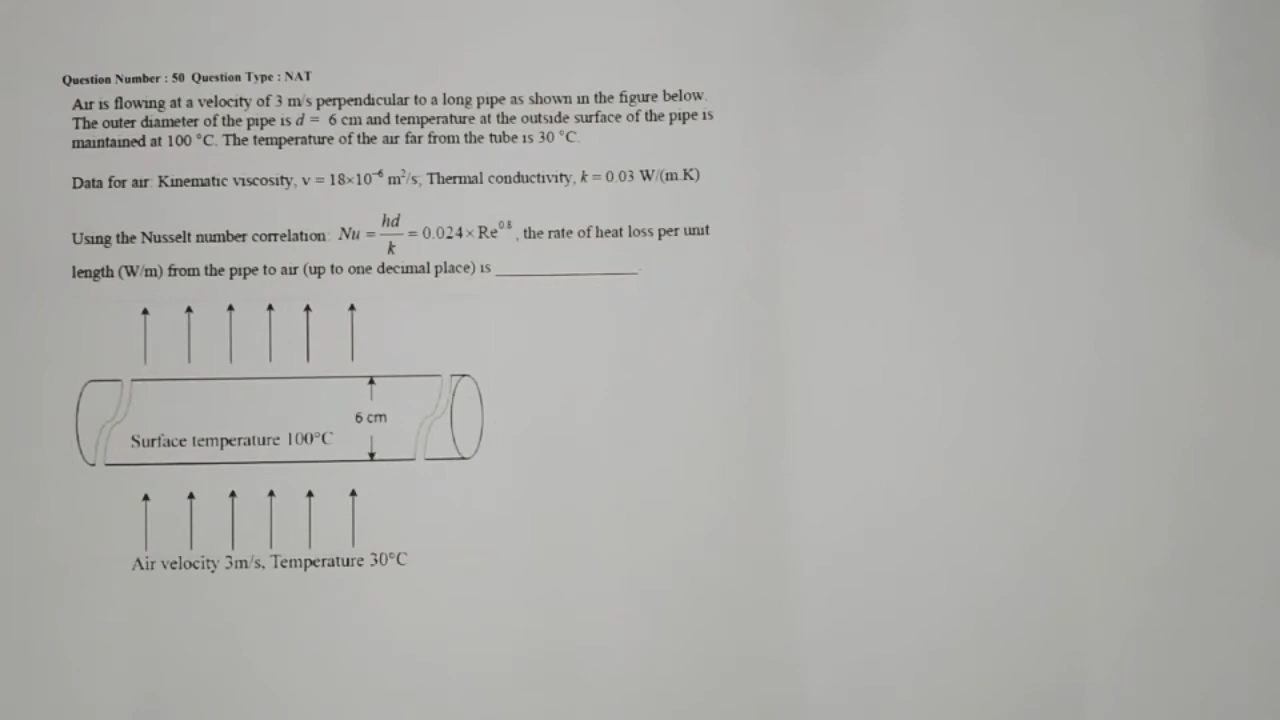 Question Number : 50 Question Type : NAT
Air is flowing at a velocity of 3 m/s perpendicular to a long pipe as shown in the figure below.
The outer diameter of the pipe is d = 6 cm and temperature at the outside surface of the pipe is
maintained at 100 °C. The temperature of the air far from the tube is 30 °C.
Data for air: Kinematic viscosity, ν = 18×10⁻⁶ m²/s; Thermal conductivity, k = 0.03 W/(m.K)
Using the Nusselt number correlation: Nu = hd/k = 0.024 × Re^0.8, the rate of heat loss per unit
length (W/m) from the pipe to air (up to one decimal place) is ____________.
6 cm
Surface temperature 100°C
Air velocity 3m/s, Temperature 30°C